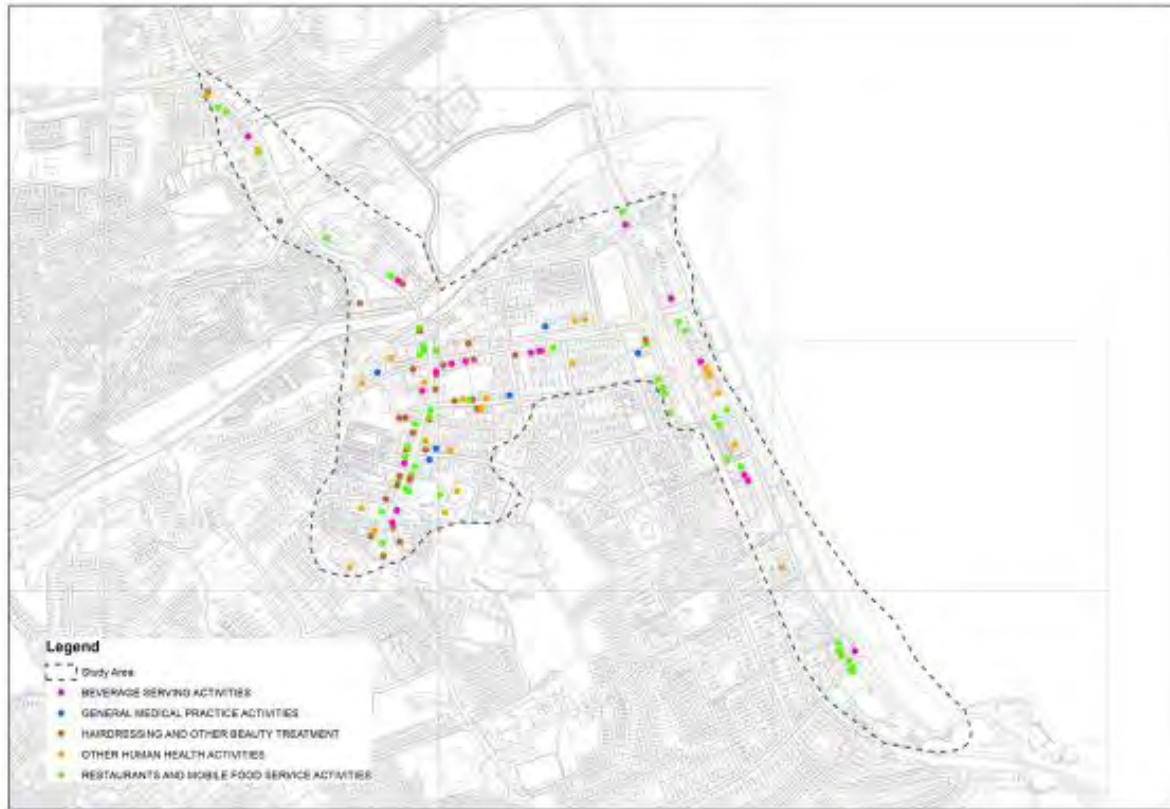 Legend
Study Area
BEVERAGE SERVING ACTIVITIES
GENERAL MEDICAL PRACTICE ACTIVITIES
HAIRDRESSING AND OTHER BEAUTY TREATMENT
OTHER HUMAN HEALTH ACTIVITIES
RESTAURANTS AND MOBILE FOOD SERVICE ACTIVITIES